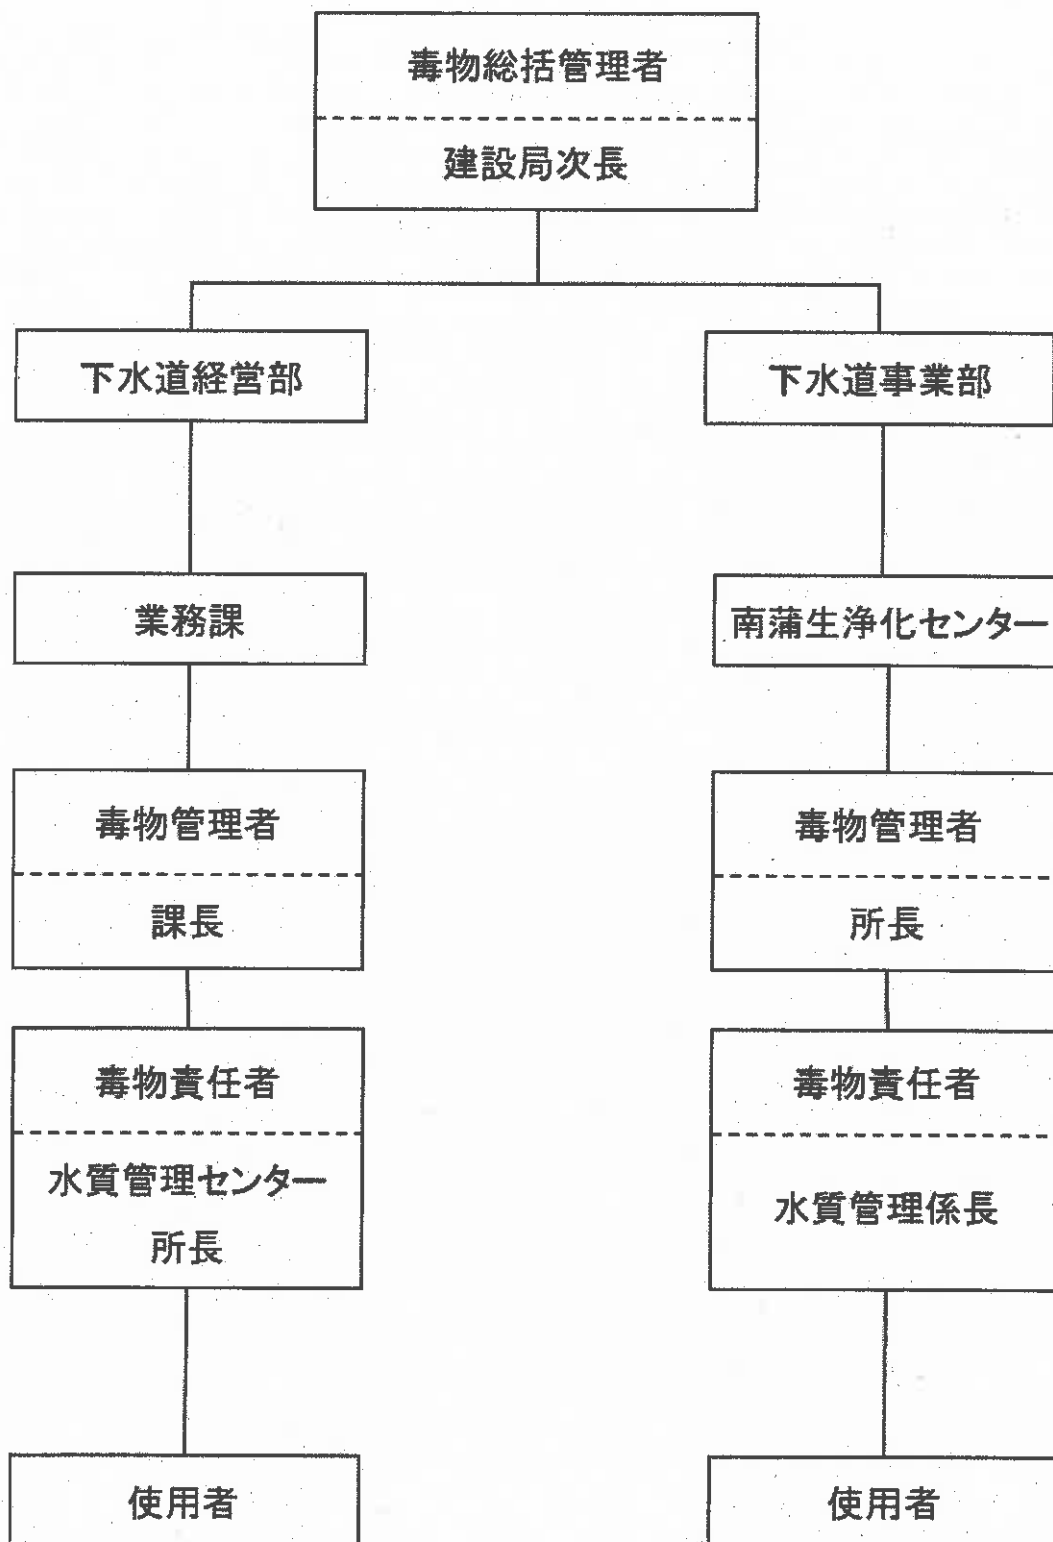 毒物総括管理者
建設局次長
下水道経営部
下水道事業部
業務課
南蒲生浄化センター
毒物管理者
課長
毒物管理者
所長
毒物責任者
水質管理センター
所長
毒物責任者
水質管理係長
使用者
使用者